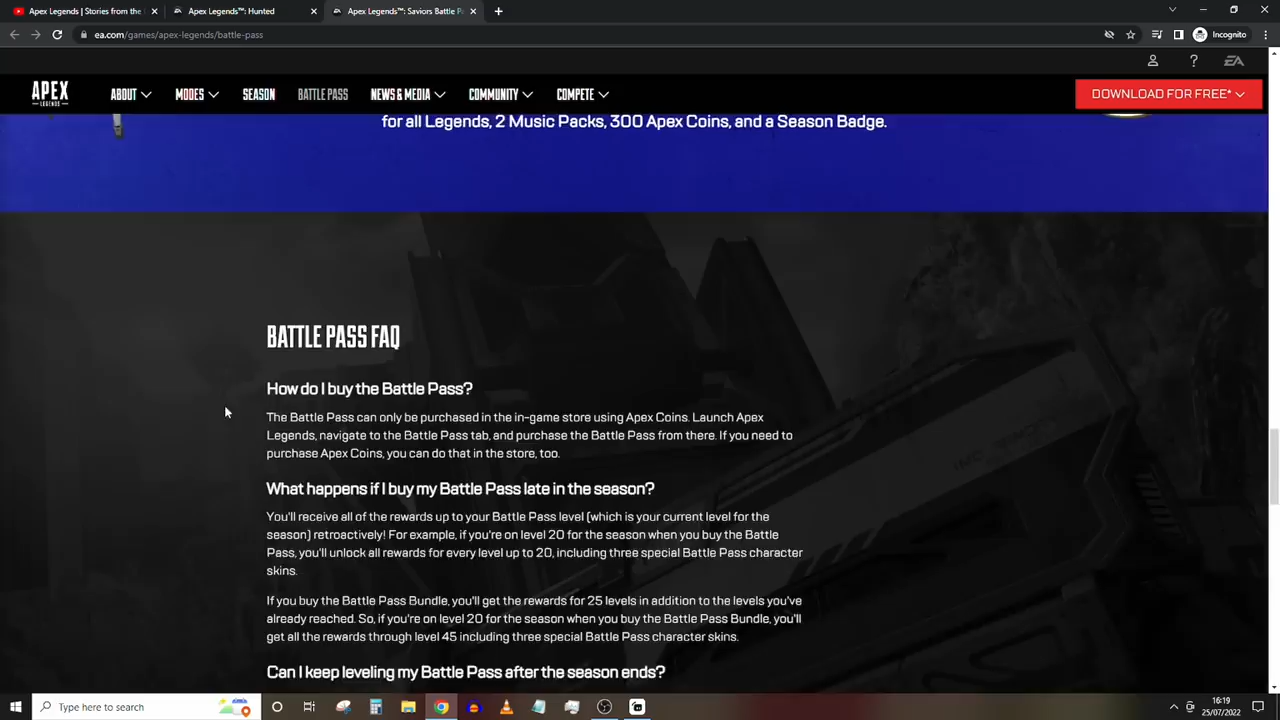 Apex Legends | Stories from the
Apex Legends™: Hunted
Apex Legends™: Saviors Battle P
ea.com/games/apex-legends/battle-pass
Incognito
EA
APEX
LEGENDS
ABOUT
MODES
SEASON
BATTLE PASS
NEWS & MEDIA
COMMUNITY
COMPETE
DOWNLOAD FOR FREE*
for all Legends, 2 Music Packs, 300 Apex Coins, and a Season Badge.
BATTLE PASS FAQ
How do I buy the Battle Pass?
The Battle Pass can only be purchased in the in-game store using Apex Coins. Launch Apex
Legends, navigate to the Battle Pass tab, and purchase the Battle Pass from there. If you need to
purchase Apex Coins, you can do that in the store, too.
What happens if I buy my Battle Pass late in the season?
You'll receive all of the rewards up to your Battle Pass level (which is your current level for the
season) retroactively! For example, if you're on level 20 for the season when you buy the Battle
Pass, you'll unlock all rewards for every level up to 20, including three special Battle Pass character
skins.
If you buy the Battle Pass Bundle, you'll get the rewards for 25 levels in addition to the levels you've
already reached. So, if you're on level 20 for the season when you buy the Battle Pass Bundle, you'll
get all the rewards through level 45 including three special Battle Pass character skins.
Can I keep leveling my Battle Pass after the season ends?
Type here to search
16:19
25/07/2022